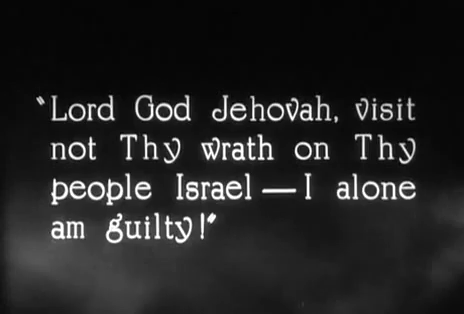 "Lord God Jehovah, visit
not Thy wrath on Thy
people Israel — I alone
am guilty!"